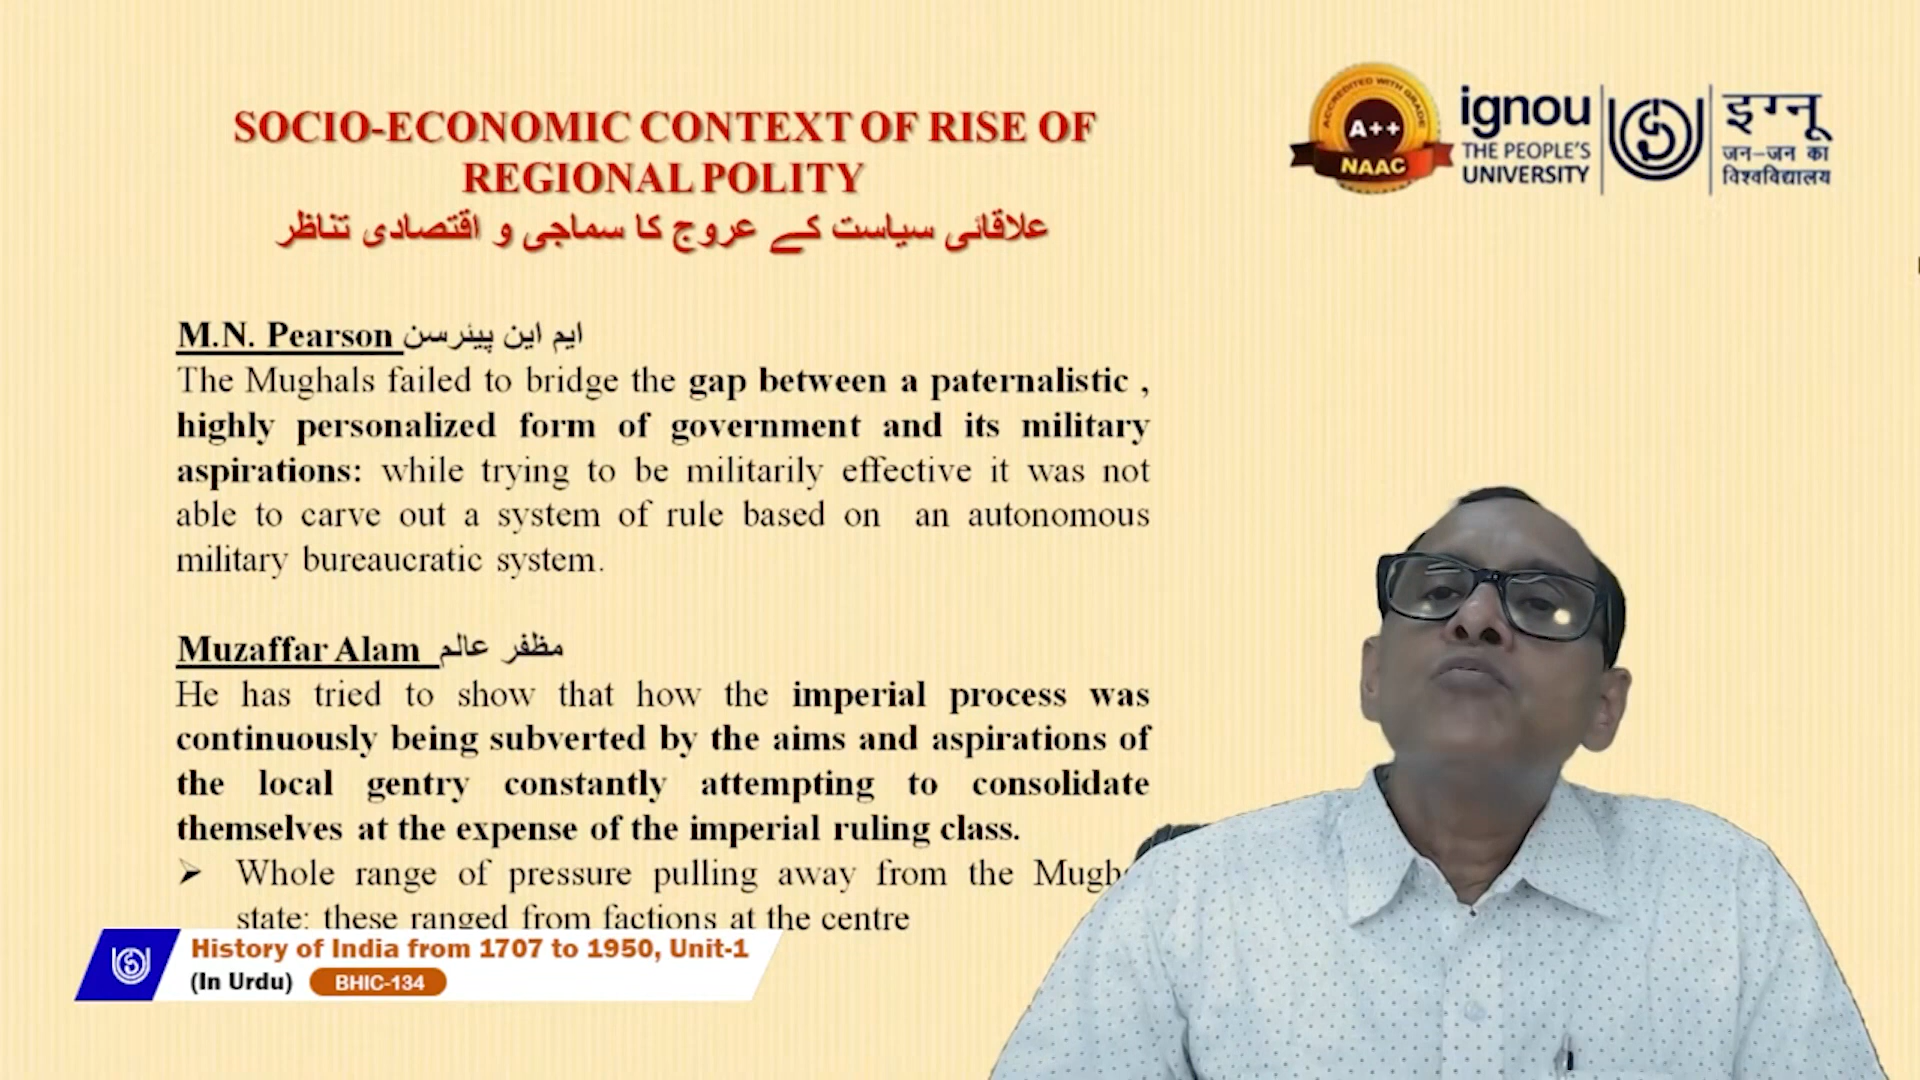 SOCIO-ECONOMIC CONTEXT OF RISE OF
REGIONAL POLITY
علاقائی سیاست کے عروج کا سماجی و اقتصادی تناظر
ACCREDITED WITH GRADE
A++
NAAC
ignou
THE PEOPLE'S
UNIVERSITY
इग्नू
जन-जन का
विश्वविद्यालय
M.N. Pearson ایم این پیئرسن
The Mughals failed to bridge the gap between a paternalistic ,
highly personalized form of government and its military
aspirations: while trying to be militarily effective it was not
able to carve out a system of rule based on an autonomous
military bureaucratic system.
Muzaffar Alam مظفر عالم
He has tried to show that how the imperial process was
continuously being subverted by the aims and aspirations of
the local gentry constantly attempting to consolidate
themselves at the expense of the imperial ruling class.
Whole range of pressure pulling away from the
state: these ranged from factions at the centre
History of India from 1707 to 1950, Unit-1
(In Urdu) BHIC-134